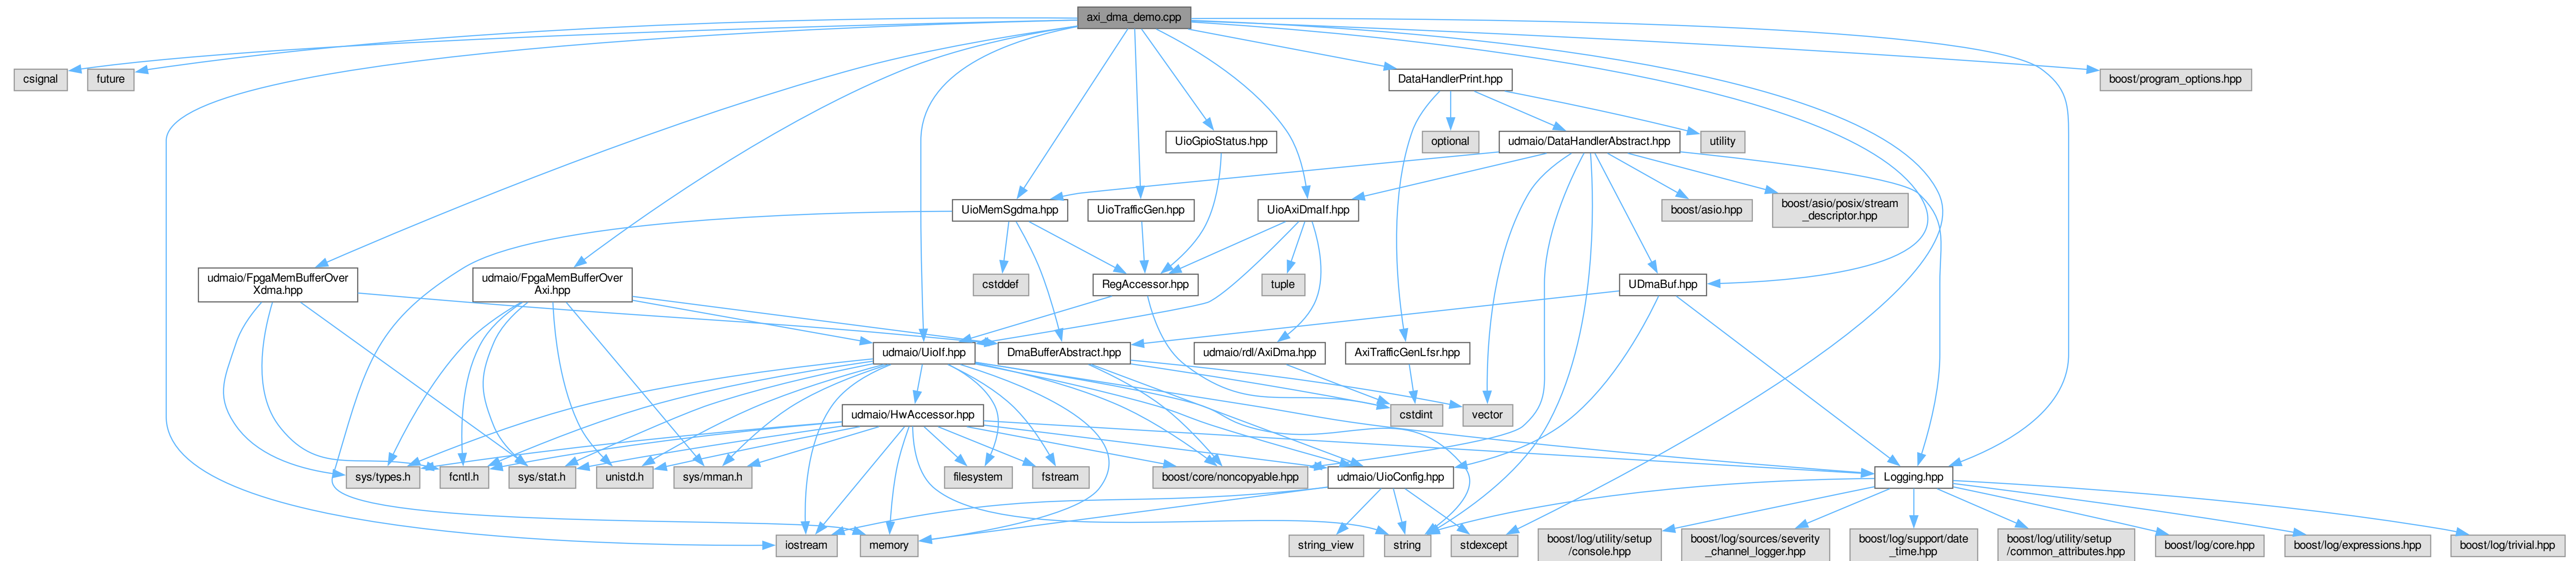 axi_dma_demo.cpp
csignal
future
DataHandlerPrint.hpp
boost/program_options.hpp
UioGpioStatus.hpp
optional
udmaio/DataHandlerAbstract.hpp
utility
UioMemSgdma.hpp
UioTrafficGen.hpp
UioAxiDmaIf.hpp
boost/asio.hpp
boost/asio/posix/stream
_descriptor.hpp
udmaio/FpgaMemBufferOver
Xdma.hpp
udmaio/FpgaMemBufferOver
Axi.hpp
cstddef
RegAccessor.hpp
tuple
UDmaBuf.hpp
udmaio/UioIf.hpp
DmaBufferAbstract.hpp
udmaio/rdl/AxiDma.hpp
AxiTrafficGenLfsr.hpp
udmaio/HwAccessor.hpp
cstdint
vector
sys/types.h
fcntl.h
sys/stat.h
unistd.h
sys/mman.h
filesystem
fstream
boost/core/noncopyable.hpp
udmaio/UioConfig.hpp
Logging.hpp
iostream
memory
string_view
string
stdexcept
boost/log/utility/setup
/console.hpp
boost/log/sources/severity
_channel_logger.hpp
boost/log/support/date
_time.hpp
boost/log/utility/setup
/common_attributes.hpp
boost/log/core.hpp
boost/log/expressions.hpp
boost/log/trivial.hpp